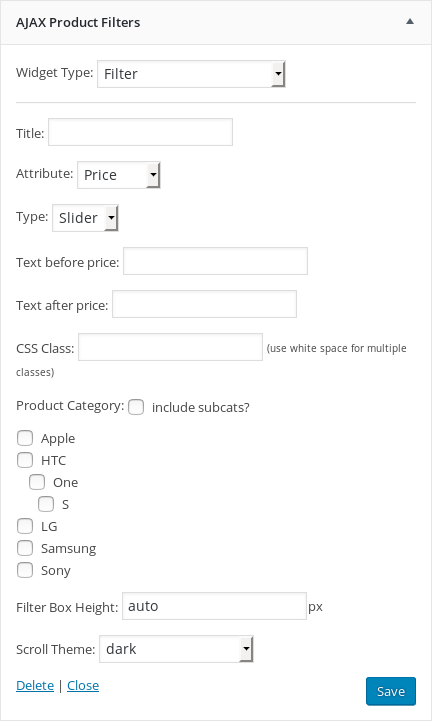 AJAX Product Filters
Widget Type: Filter
Title:
Attribute: Price
Type: Slider
Text before price:
Text after price:
CSS Class: (use white space for multiple
classes)
Product Category: include subcats?
Apple
HTC
One
S
LG
Samsung
Sony
Filter Box Height: auto px
Scroll Theme: dark
Delete | Close Save